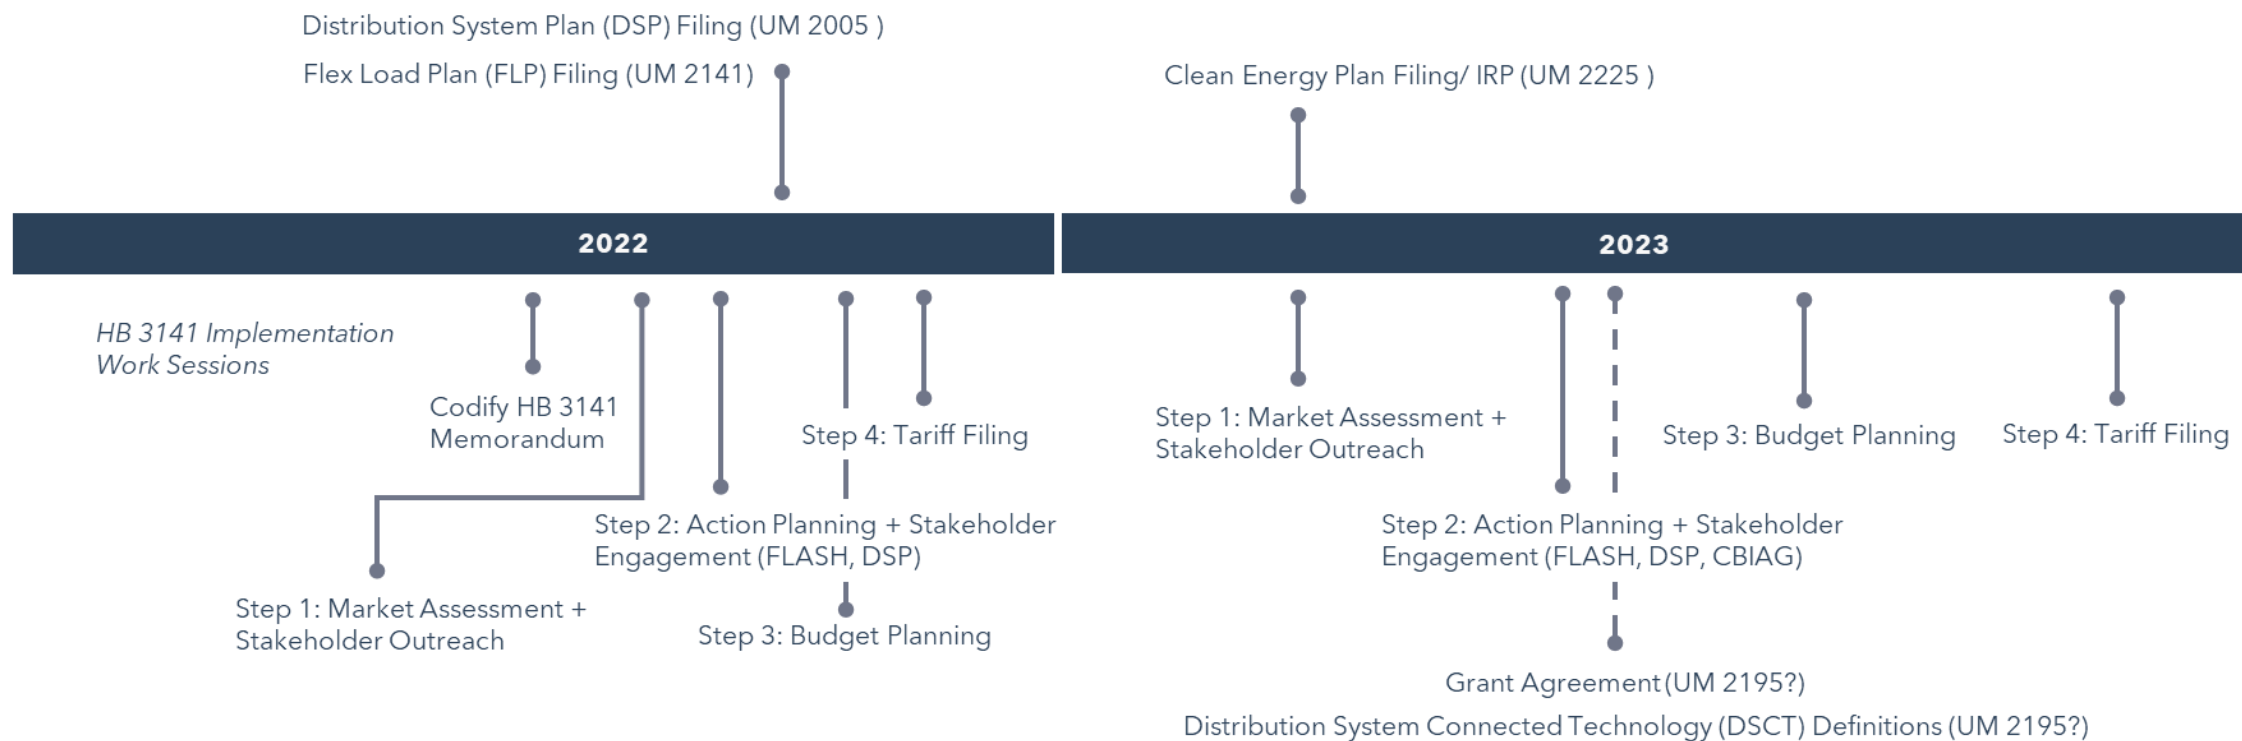 Distribution System Plan (DSP) Filing (UM 2005 )
Flex Load Plan (FLP) Filing (UM 2141)
Clean Energy Plan Filing/ IRP (UM 2225 )
2022
2023
HB 3141 Implementation
Work Sessions
Codify HB 3141
Memorandum
Step 1: Market Assessment +
Stakeholder Outreach
Step 2: Action Planning + Stakeholder
Engagement (FLASH, DSP)
Step 3: Budget Planning
Step 4: Tariff Filing
Step 1: Market Assessment +
Stakeholder Outreach
Step 2: Action Planning + Stakeholder
Engagement (FLASH, DSP, CBIAG)
Grant Agreement (UM 2195?)
Distribution System Connected Technology (DSCT) Definitions (UM 2195?)
Step 3: Budget Planning
Step 4: Tariff Filing